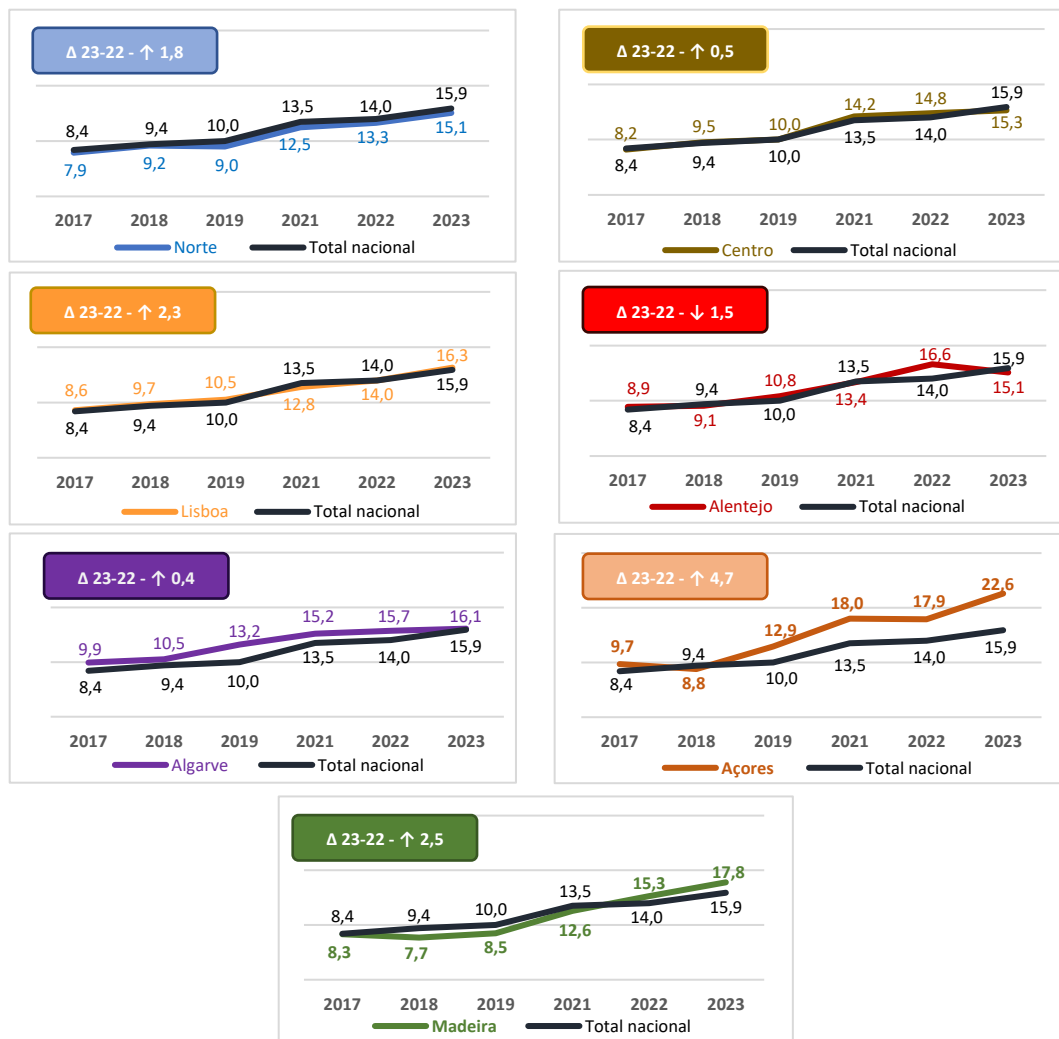 Δ 23-22 - ↑ 1,8
8,4 9,4 10,0 13,5 14,0 15,9
7,9 9,2 9,0 12,5 13,3 15,1
2017 2018 2019 2021 2022 2023
Norte Total nacional
Δ 23-22 - ↑ 0,5
8,2 9,5 10,0 14,2 14,8 15,9
8,4 9,4 10,0 13,5 14,0 15,3
2017 2018 2019 2021 2022 2023
Centro Total nacional
Δ 23-22 - ↑ 2,3
8,6 9,7 10,5 13,5 14,0 16,3
8,4 9,4 10,0 12,8 14,0 15,9
2017 2018 2019 2021 2022 2023
Lisboa Total nacional
Δ 23-22 - ↓ 1,5
8,9 9,4 10,8 13,5 16,6 15,9
8,4 9,1 10,0 13,4 14,0 15,1
2017 2018 2019 2021 2022 2023
Alentejo Total nacional
Δ 23-22 - ↑ 0,4
9,9 10,5 13,2 15,2 15,7 16,1
8,4 9,4 10,0 13,5 14,0 15,9
2017 2018 2019 2021 2022 2023
Algarve Total nacional
Δ 23-22 - ↑ 4,7
9,7 9,4 12,9 18,0 17,9 22,6
8,4 8,8 10,0 13,5 14,0 15,9
2017 2018 2019 2021 2022 2023
Açores Total nacional
Δ 23-22 - ↑ 2,5
8,4 9,4 10,0 13,5 15,3 17,8
8,3 7,7 8,5 12,6 14,0 15,9
2017 2018 2019 2021 2022 2023
Madeira Total nacional